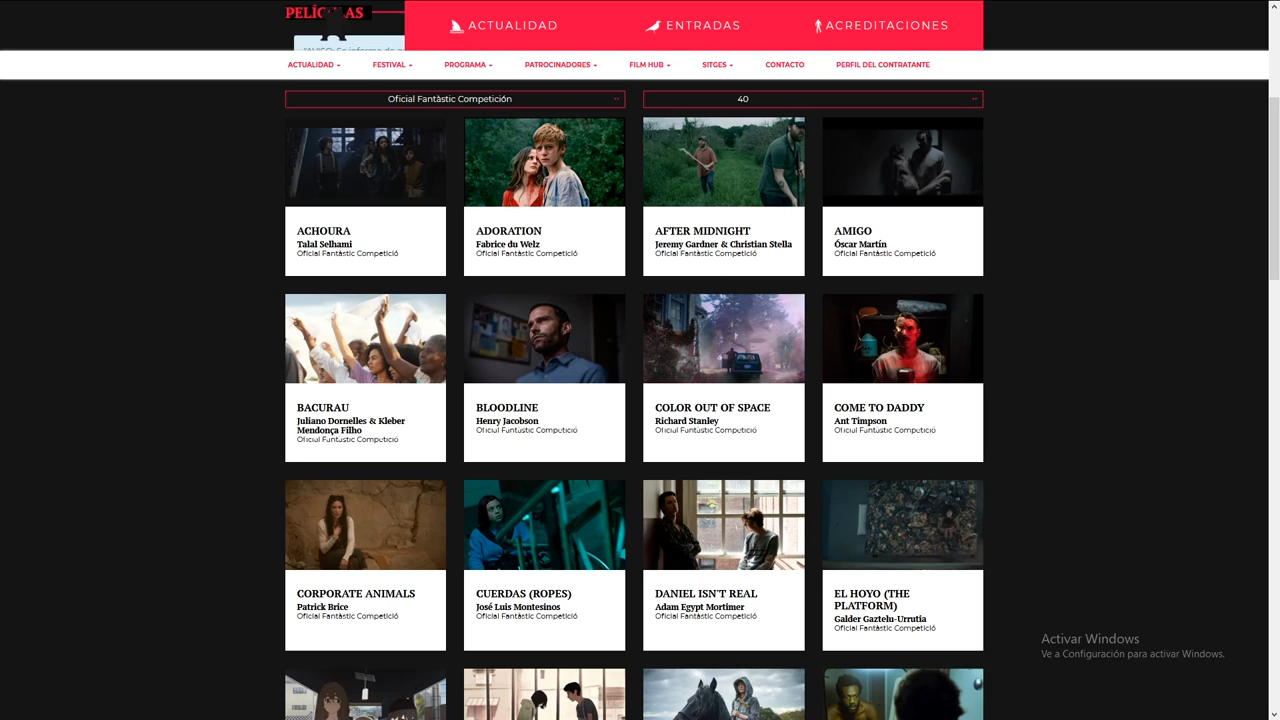 ACTUALIDAD
ENTRADAS
ACREDITACIONES
ACTUALIDAD
FESTIVAL
PROGRAMA
PATROCINADORES
FILM HUB
SITGES
CONTACTO
PERFIL DEL CONTRATANTE
Oficial Fantàstic Competición
40
ACHOURA
Talal Selhami
Oficial Fantàstic Competició
ADORATION
Fabrice du Welz
Oficial Fantàstic Competició
AFTER MIDNIGHT
Jeremy Gardner & Christian Stella
Oficial Fantàstic Competició
AMIGO
Óscar Martín
Oficial Fantàstic Competició
BACURAU
Juliano Dornelles & Kleber
Mendonça Filho
Oficial Fantàstic Competició
BLOODLINE
Henry Jacobson
Oficial Fantàstic Competició
COLOR OUT OF SPACE
Richard Stanley
Oficial Fantàstic Competició
COME TO DADDY
Ant Timpson
Oficial Fantàstic Competició
CORPORATE ANIMALS
Patrick Brice
Oficial Fantàstic Competició
CUERDAS (ROPES)
José Luis Montesinos
Oficial Fantàstic Competició
DANIEL ISN'T REAL
Adam Egypt Mortimer
Oficial Fantàstic Competició
EL HOYO (THE
PLATFORM)
Galder Gaztelu-Urrutia
Oficial Fantàstic Competició
Activar Windows
Ve a Configuración para activar Windows.